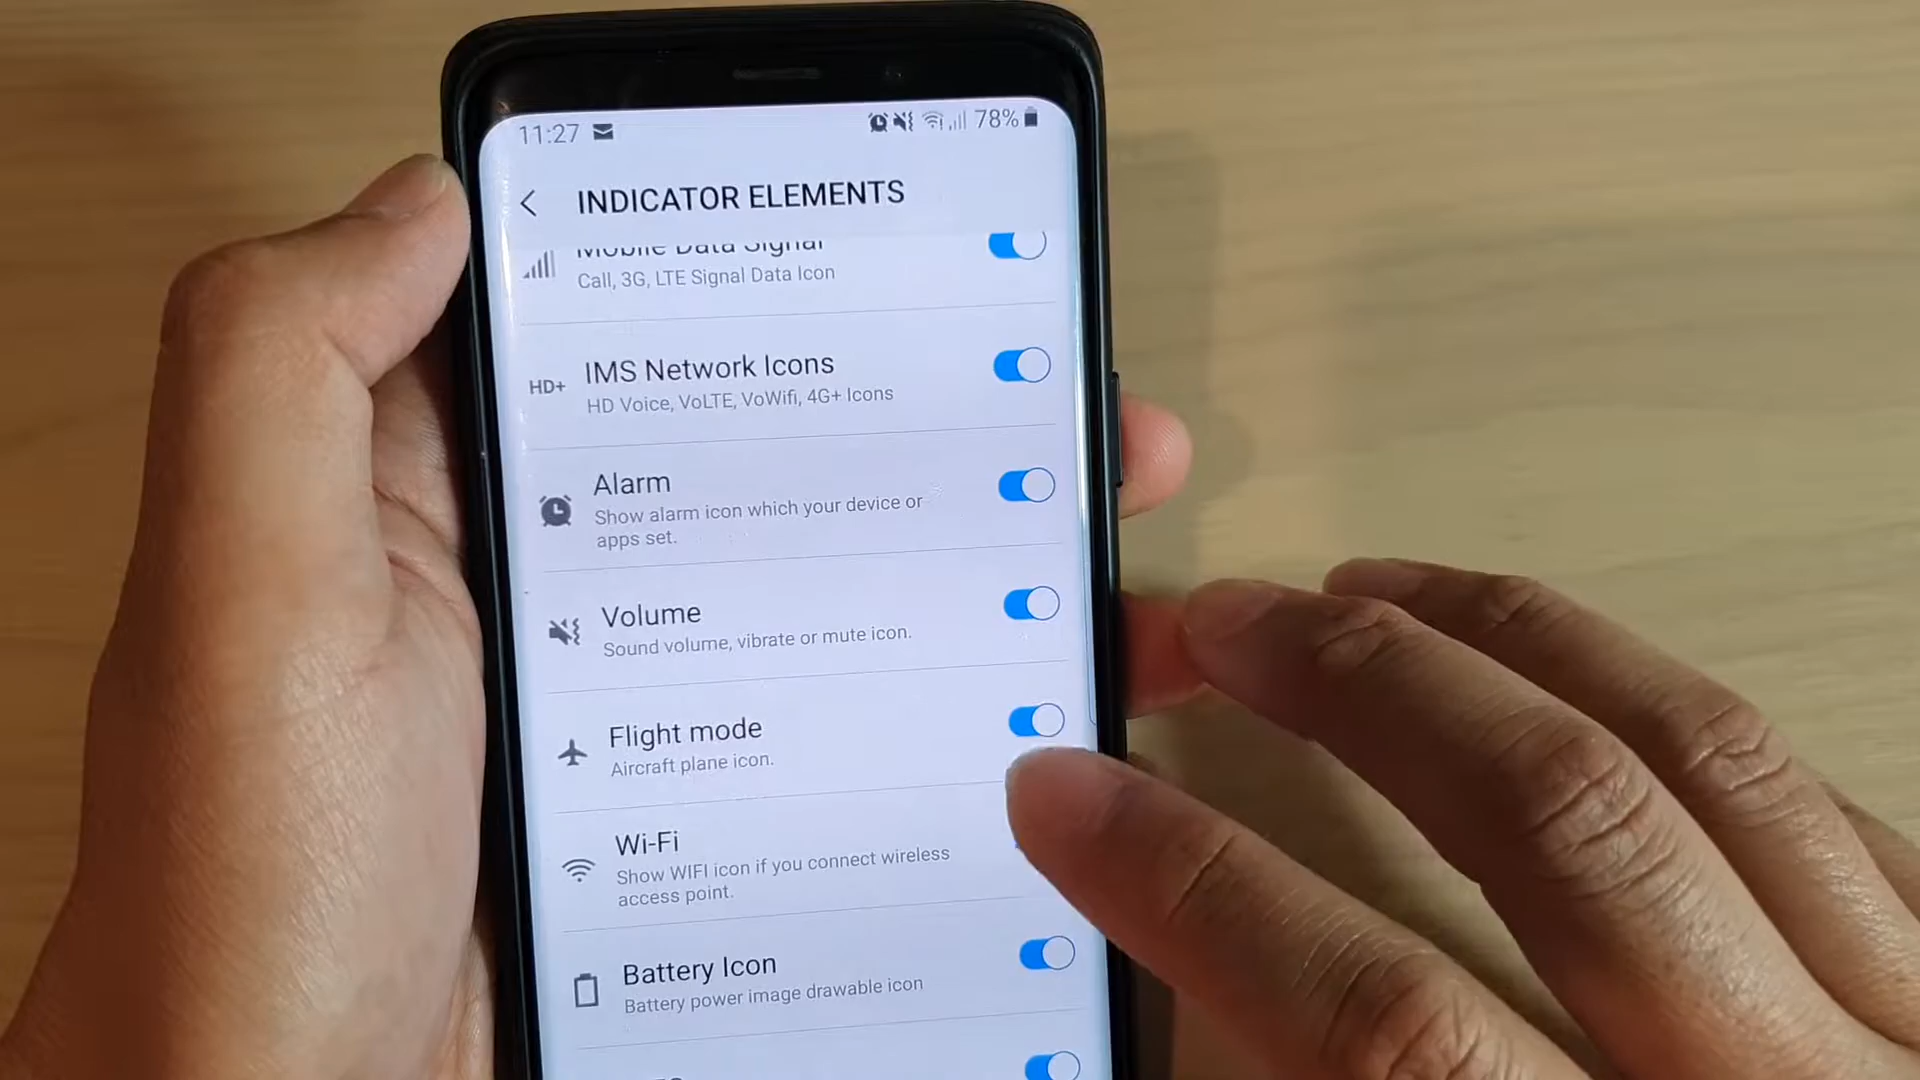 11:27 78%
INDICATOR ELEMENTS
Mobile Data Signal
Call, 3G, LTE Signal Data Icon
HD+ IMS Network Icons
HD Voice, VoLTE, VoWifi, 4G+ Icons
Alarm
Show alarm icon which your device or
apps set.
Volume
Sound volume, vibrate or mute icon.
Flight mode
Aircraft plane icon.
Wi-Fi
Show WIFI icon if you connect wireless
access point.
Battery Icon
Battery power image drawable icon